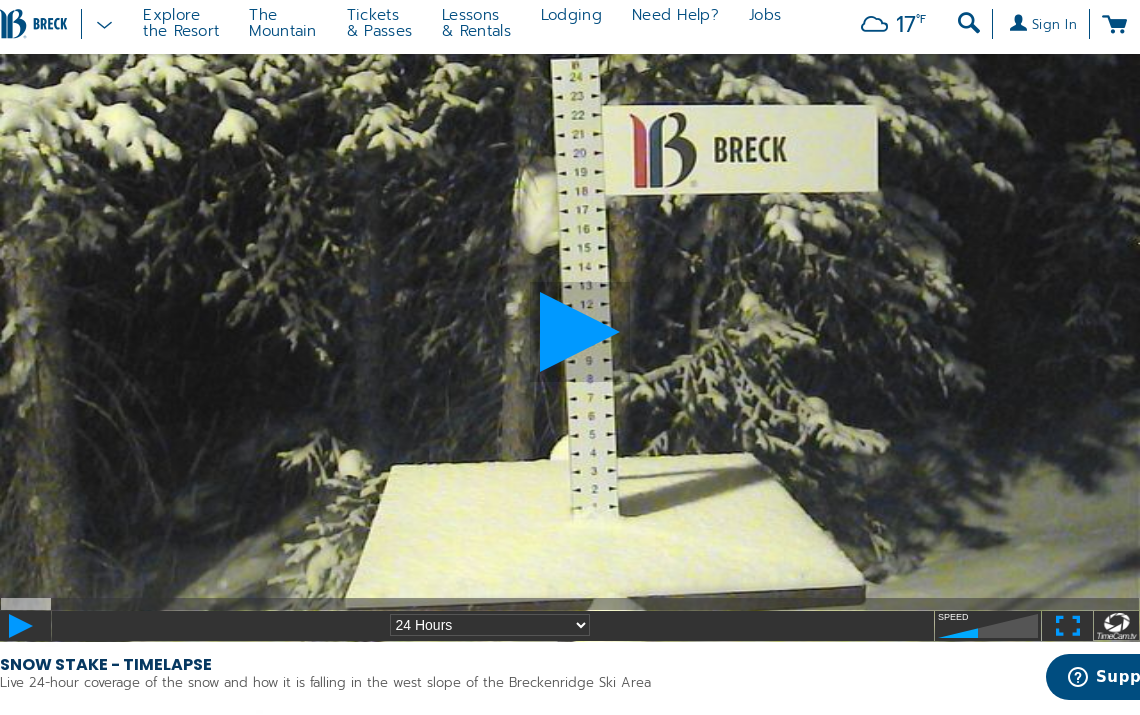 BRECK
Explore
the Resort
The
Mountain
Tickets
& Passes
Lessons
& Rentals
Lodging
Need Help?
Jobs
17°F
Sign In
24
23
22
21
20
19
18
17
16
15
14
13
12
9
8
7
6
5
4
3
2
1
BRECK
24 Hours
SPEED
TimeCam.tv
SNOW STAKE - TIMELAPSE
Live 24-hour coverage of the snow and how it is falling in the west slope of the Breckenridge Ski Area
Supp